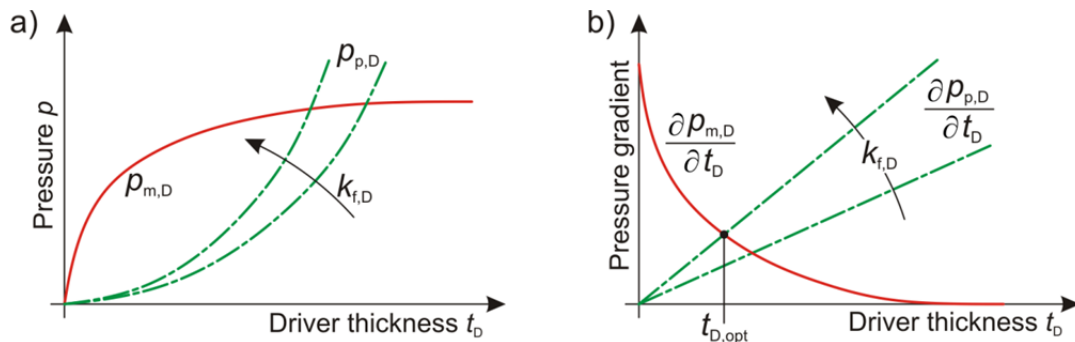 a)
Pressure p
p_p,D
p_m,D
k_f,D
Driver thickness t_D
b)
Pressure gradient
∂p_m,D
∂t_D
∂p_p,D
∂t_D
k_f,D
t_D,opt
Driver thickness t_D